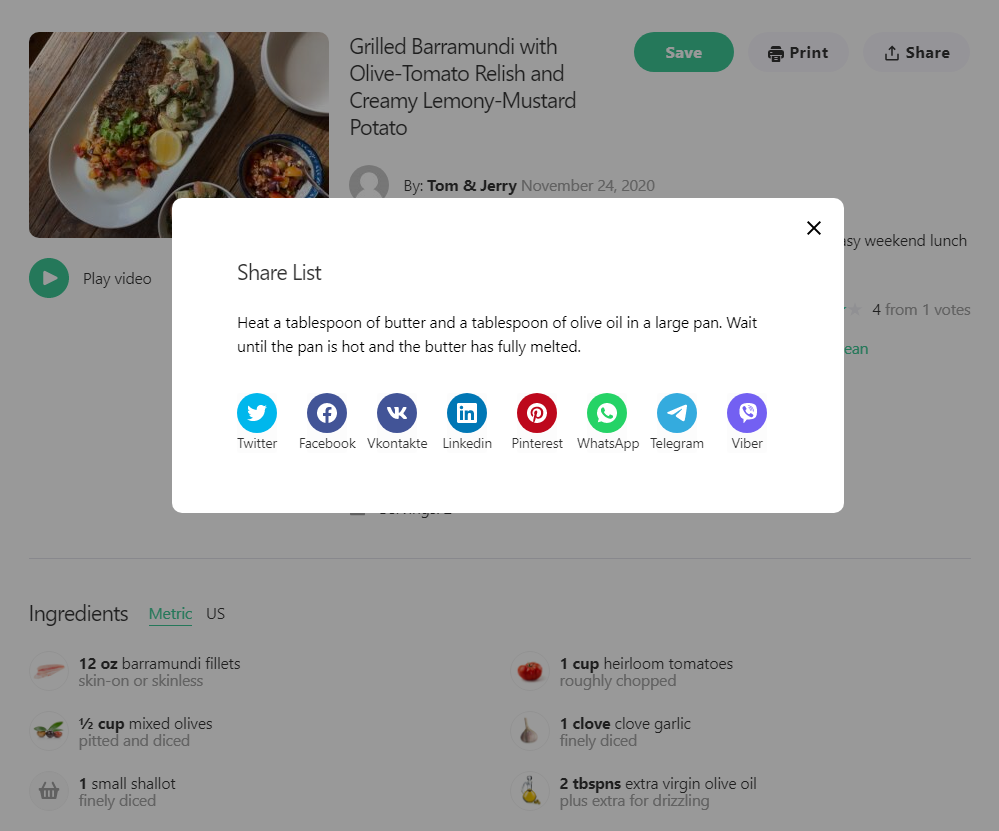 Grilled Barramundi with
Olive-Tomato Relish and
Creamy Lemony-Mustard
Potato
Save
Print
Share
By: Tom & Jerry November 24, 2020
weekend lunch
Play video
4 from 1 votes
Share List
Heat a tablespoon of butter and a tablespoon of olive oil in a large pan. Wait
until the pan is hot and the butter has fully melted.
Twitter
Facebook
Vkontakte
Linkedin
Pinterest
WhatsApp
Telegram
Viber
Ingredients
Metric
US
12 oz barramundi fillets
skin-on or skinless
1 cup heirloom tomatoes
roughly chopped
½ cup mixed olives
pitted and diced
1 clove clove garlic
finely diced
1 small shallot
finely diced
2 tbspns extra virgin olive oil
plus extra for drizzling